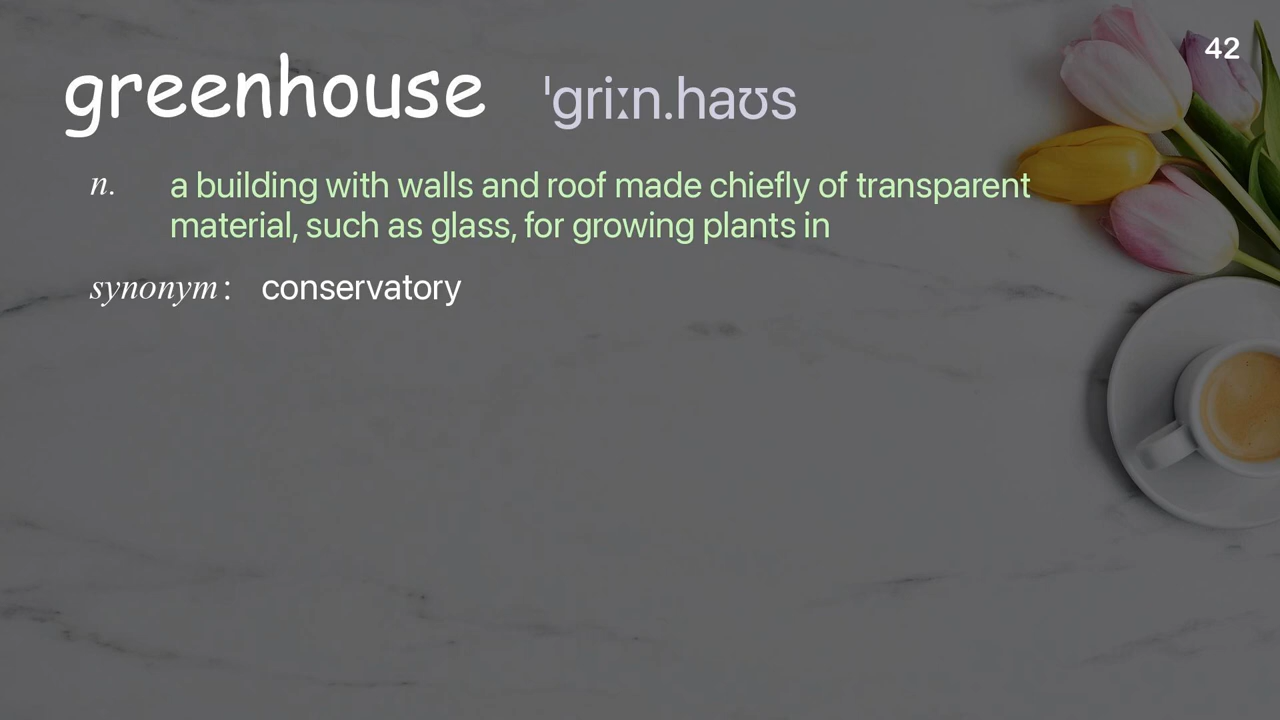 42
greenhouse ˈgriːn.haʊs
n. a building with walls and roof made chiefly of transparent
material, such as glass, for growing plants in
synonym: conservatory